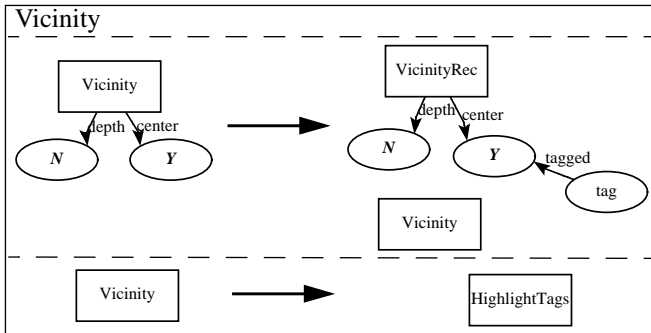 Vicinity
Vicinity
depth
center
N
Y
VicinityRec
depth
center
N
Y
tagged
tag
Vicinity
Vicinity
HighlightTags